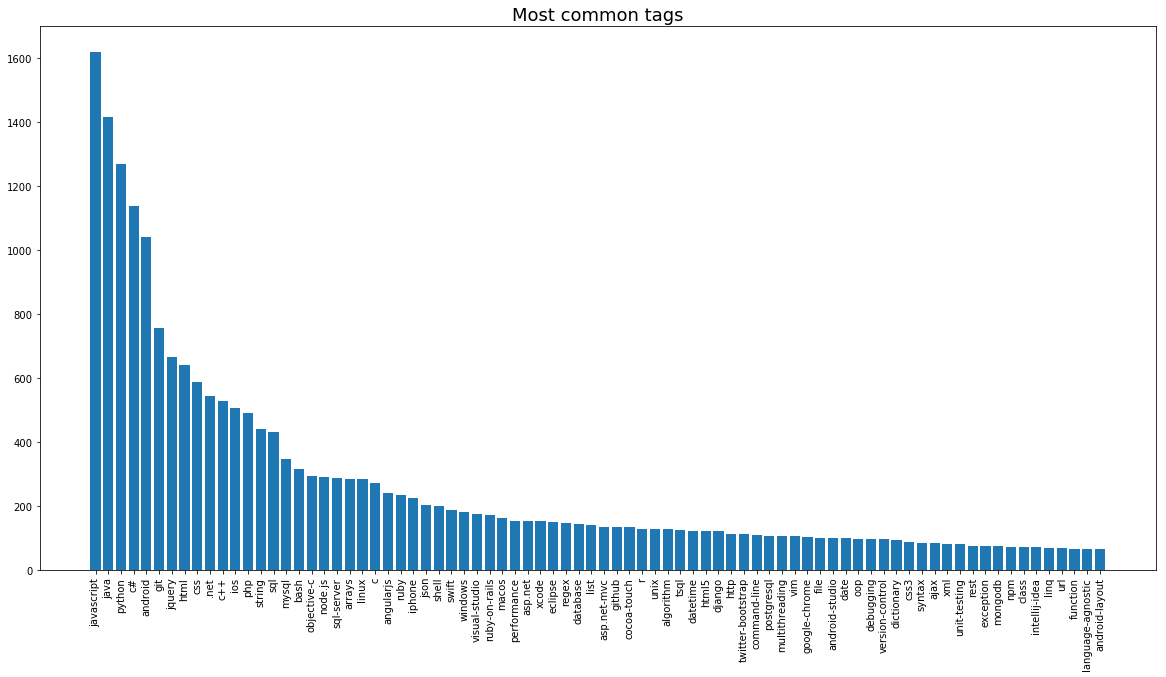 Most common tags
1600
1400
1200
1000
800
600
400
200
0
javascript
java
python
c#
android
git
jquery
html
css
.net
c++
ios
php
string
sql
mysql
bash
objective-c
node.js
sql-server
arrays
linux
c
angularjs
ruby
iphone
json
shell
swift
windows
visual-studio
ruby-on-rails
macos
performance
asp.net
xcode
eclipse
regex
database
list
asp.net-mvc
github
cocoa-touch
r
unix
algorithm
tsql
datetime
html5
django
http
twitter-bootstrap
command-line
postgresql
multithreading
vim
google-chrome
file
android-studio
date
oop
debugging
version-control
dictionary
css3
syntax
ajax
xml
unit-testing
rest
exception
mongodb
npm
class
intellij-idea
linq
url
function
language-agnostic
android-layout